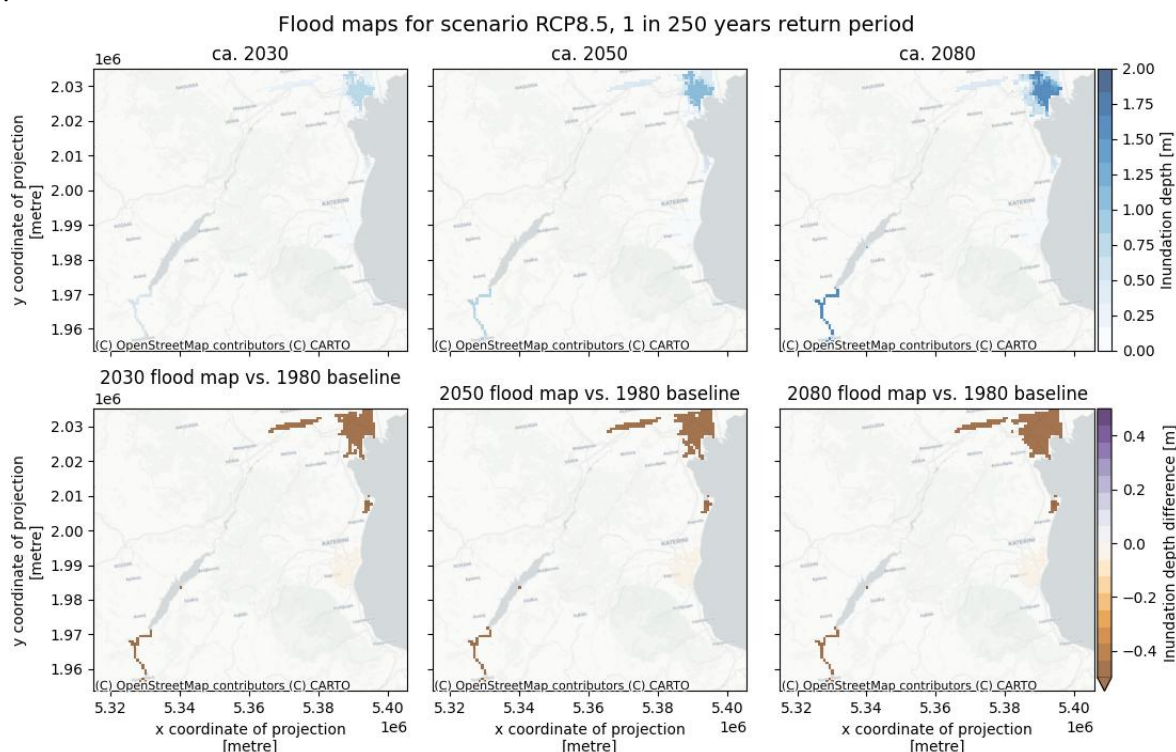 Flood maps for scenario RCP8.5, 1 in 250 years return period
ca. 2030
ca. 2050
ca. 2080
1e6
2.03
2.02
2.01
2.00
1.99
1.98
1.97
1.96
y coordinate of projection
[metre]
KATERINI
KATERINI
KATERINI
(C) OpenStreetMap contributors (C) CARTO
(C) OpenStreetMap contributors (C) CARTO
(C) OpenStreetMap contributors (C) CARTO
2.00
1.75
1.50
1.25
1.00
0.75
0.50
0.25
0.00
Inundation depth [m]
2030 flood map vs. 1980 baseline
2050 flood map vs. 1980 baseline
2080 flood map vs. 1980 baseline
1e6
2.03
2.02
2.01
2.00
1.99
1.98
1.97
1.96
y coordinate of projection
[metre]
KATERINI
KATERINI
KATERINI
(C) OpenStreetMap contributors (C) CARTO
(C) OpenStreetMap contributors (C) CARTO
(C) OpenStreetMap contributors (C) CARTO
0.4
0.2
0.0
−0.2
−0.4
Inundation depth difference [m]
5.32 5.34 5.36 5.38 5.40
1e6
x coordinate of projection
[metre]
5.32 5.34 5.36 5.38 5.40
1e6
x coordinate of projection
[metre]
5.32 5.34 5.36 5.38 5.40
1e6
x coordinate of projection
[metre]